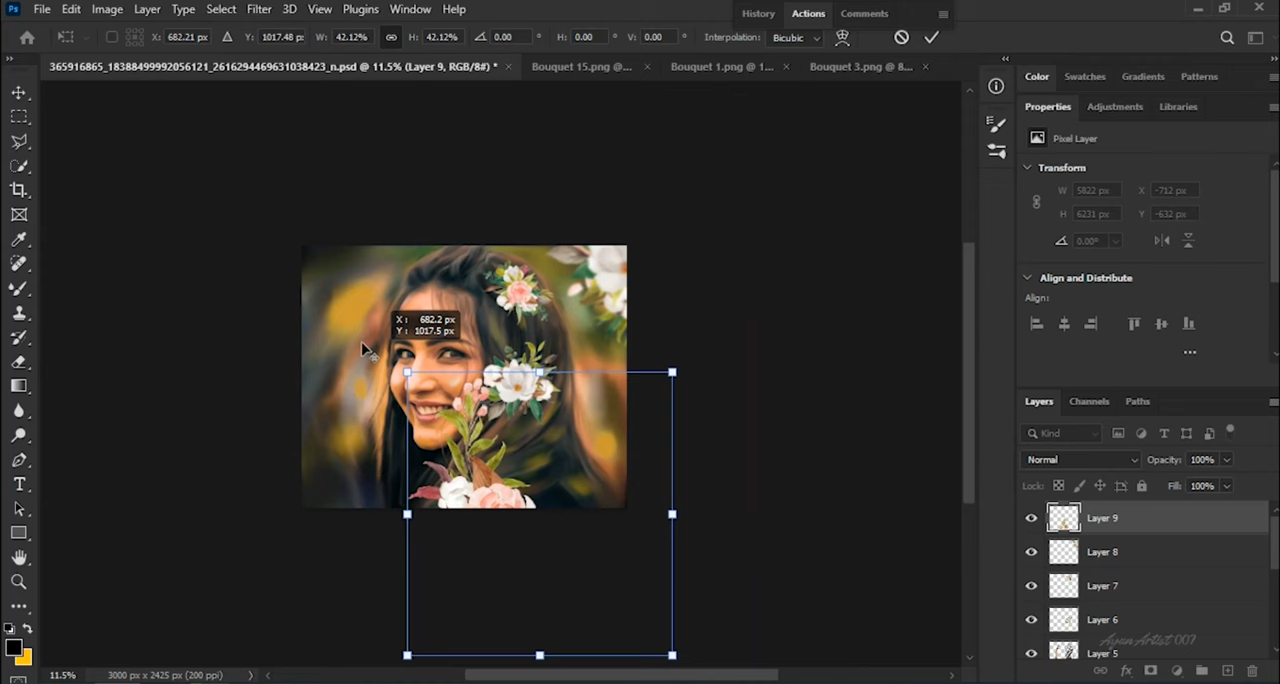 Ps File Edit Image Layer Type Select Filter 3D View Plugins Window Help
History Actions Comments
X: 682.21 px Y: 1017.48 px W: 42.12% H: 42.12% 0.00 ° H: 0.00 ° V: 0.00 ° Interpolation: Bicubic
365916865_18388499992056121_2616294469631038423_n.psd @ 11.5% (Layer 9, RGB/8#) * Bouquet 15.png @... Bouquet 1.png @ 1... Bouquet 3.png @ 8...
Color Swatches Gradients Patterns
Properties Adjustments Libraries
Pixel Layer
Transform
W 5822 px X -712 px
H 6231 px Y -632 px
0.00°
Align and Distribute
Align:
X : 682.2 px
Y : 1017.5 px
Layers Channels Paths
Kind
Normal Opacity: 100%
Lock: Fill: 100%
Layer 9
Layer 8
Layer 7
Layer 6
Ayan Artist 007
Layer 5
11.5% 3000 px x 2425 px (200 ppi)